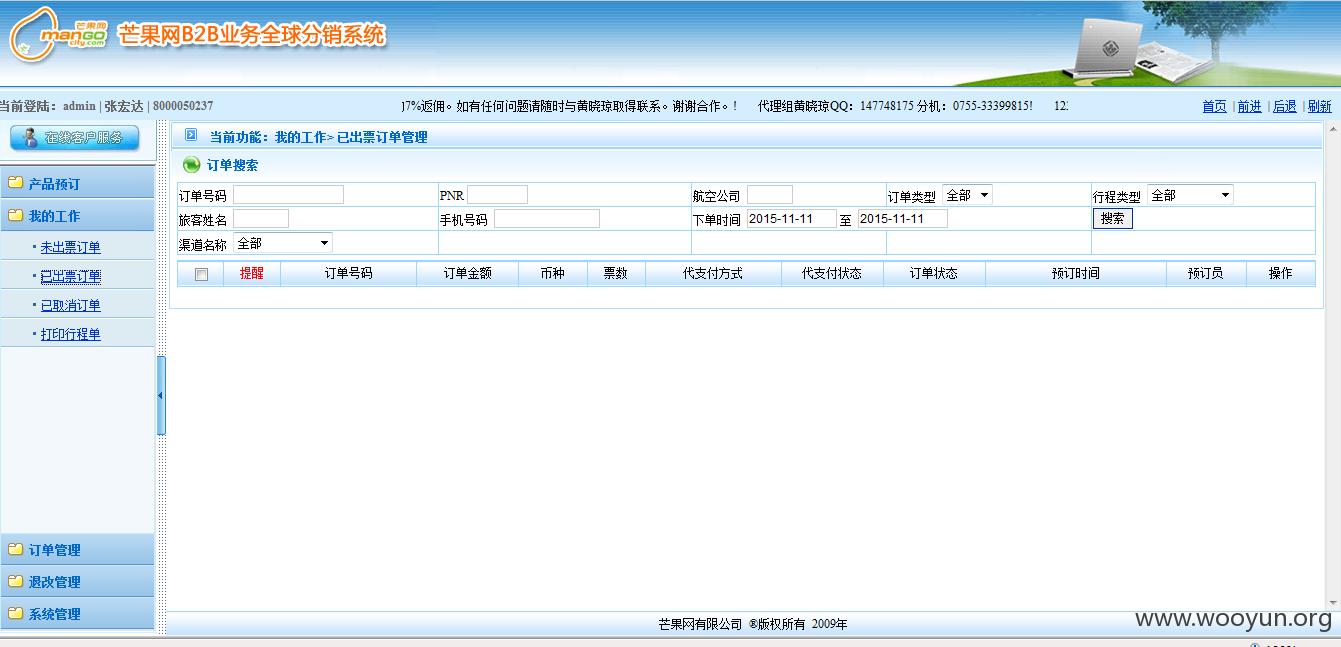 芒果网
mango
city.com
芒果网B2B业务全球分销系统
当前登陆：admin | 张宏达 | 8000050237
7%返佣。如有任何问题请随时与黄晓琼取得联系。谢谢合作。！ 代理组黄晓琼QQ：147748175 分机：0755-33399815! 12
首页 | 前进 | 后退 | 刷新
在线客户服务
当前功能：我的工作> 已出票订单管理
订单搜索
产品预订
我的工作
未出票订单
已出票订单
已取消订单
打印行程单
订单管理
退改管理
系统管理
订单号码 PNR 航空公司 订单类型 全部 行程类型 全部
旅客姓名 手机号码 下单时间 2015-11-11 至 2015-11-11 搜索
渠道名称 全部
提醒 订单号码 订单金额 币种 票数 代支付方式 代支付状态 订单状态 预订时间 预订员 操作
芒果网有限公司 ®版权所有 2009年
www.wooyun.org